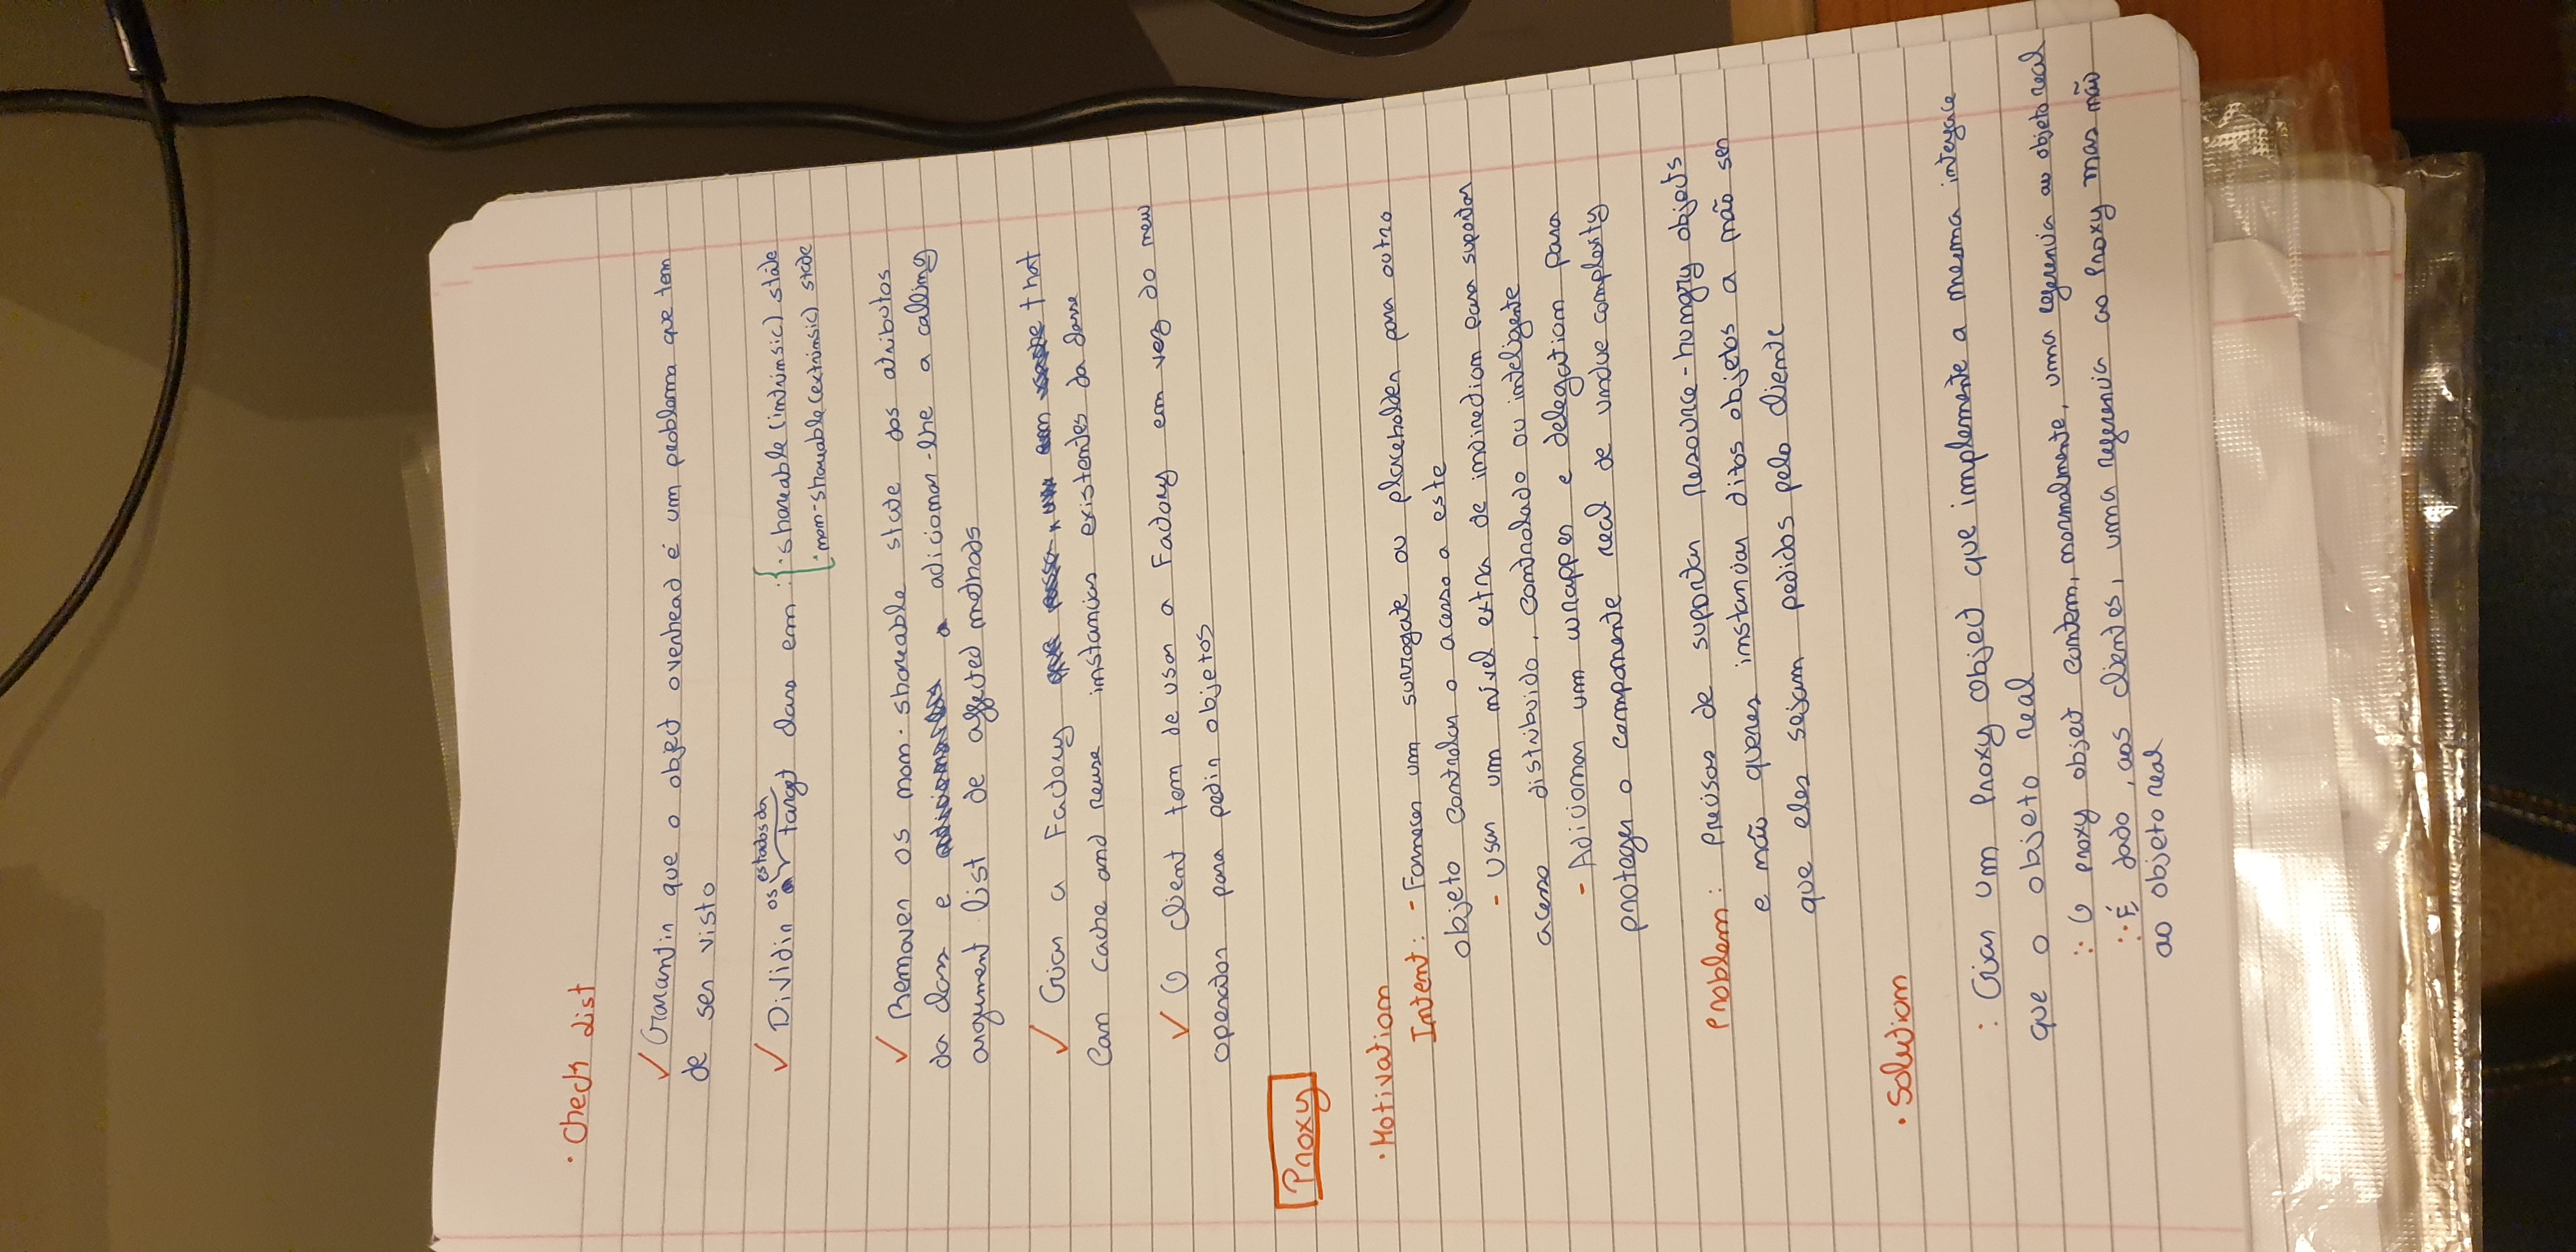 • Check List
✓ Garantir que o object overhead é um problema que tem
de ser visto
✓ Dividir os estados da target class em : { • shareable (intrinsic) state
• non-shareable (extrinsic) state
✓ Remover os non-shareable state dos atributos
da class e a adicionar-lhe a calling
argument list de affected methods
✓ Criar a Factory that
Can cache and reuse instancias existentes da classe
✓ O client tem de usar a Factory em vez do new
operator para pedir objetos
Proxy
• Motivation
Intent: - Fornecer um surrogate ou placeholder para outro
objeto controlar o acesso a este
- Usar um nível extra de indirection para suportar
acesso distribuido, controlado ou inteligente
- Adicionar um wrapper e delegation para
proteger o componente real de undue complexity
Problem: Precisas de suportar resource-hungry objects
e não queres instanciar ditos objetos a não ser
que eles sejam pedidos pelo cliente
• Solution
: Criar um Proxy Object que implemente a mesma interface
que o objeto real
:• O proxy object contem, normalmente, uma referencia ao objeto real
:• É dado, aos clientes, uma referencia ao Proxy mas não
ao objeto real